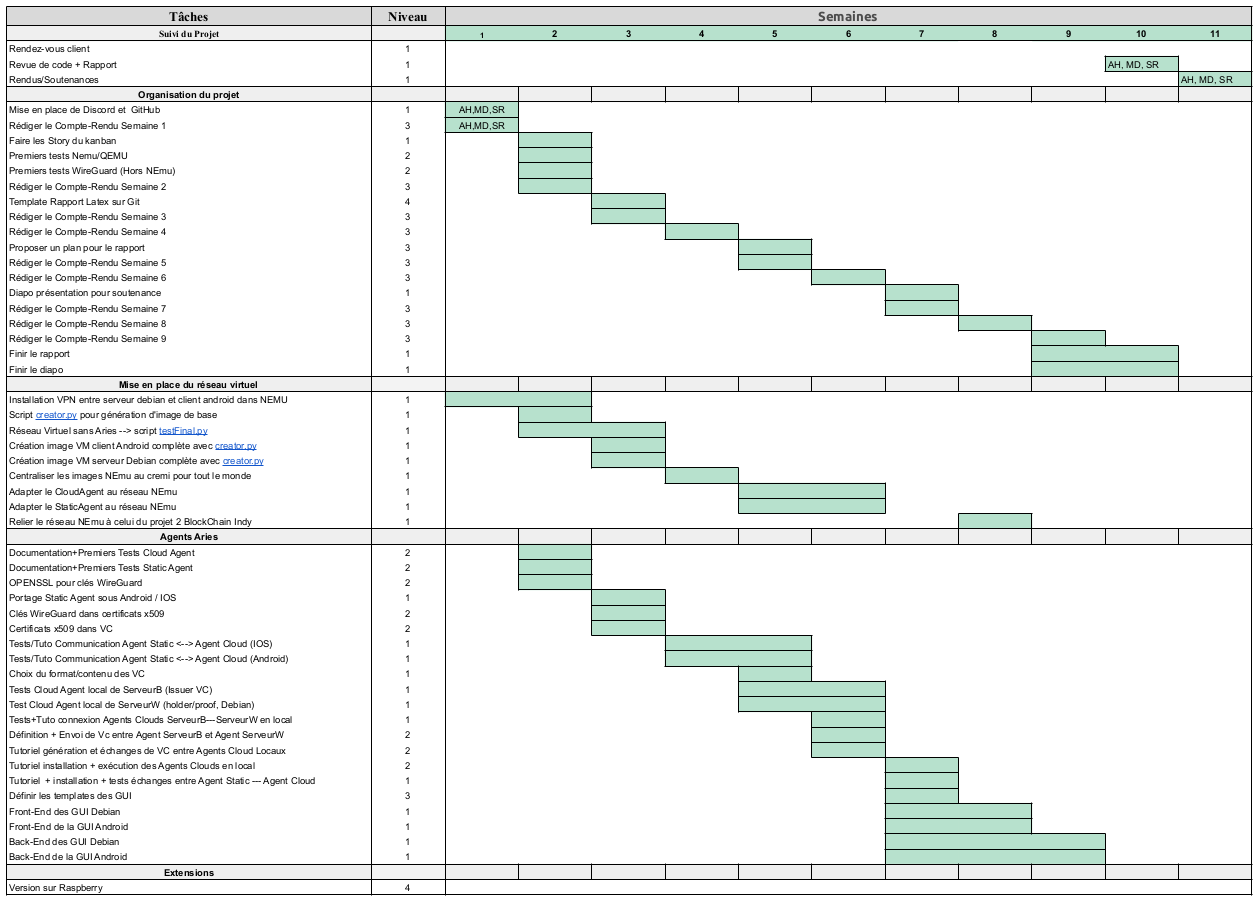 Tâches Niveau Semaines
Suivi du Projet 1 2 3 4 5 6 7 8 9 10 11
Rendez-vous client 1
Revue de code + Rapport 1 AH, MD, SR
Rendus/Soutenances 1 AH, MD, SR
Organisation du projet
Mise en place de Discord et GitHub 1 AH,MD,SR
Rédiger le Compte-Rendu Semaine 1 3 AH,MD,SR
Faire les Story du kanban 1
Premiers tests Nemu/QEMU 2
Premiers tests WireGuard (Hors NEmu) 2
Rédiger le Compte-Rendu Semaine 2 3
Template Rapport Latex sur Git 4
Rédiger le Compte-Rendu Semaine 3 3
Rédiger le Compte-Rendu Semaine 4 3
Proposer un plan pour le rapport 3
Rédiger le Compte-Rendu Semaine 5 3
Rédiger le Compte-Rendu Semaine 6 3
Diapo présentation pour soutenance 1
Rédiger le Compte-Rendu Semaine 7 3
Rédiger le Compte-Rendu Semaine 8 3
Rédiger le Compte-Rendu Semaine 9 3
Finir le rapport 1
Finir le diapo 1
Mise en place du réseau virtuel
Installation VPN entre serveur debian et client android dans NEMU 1
Script creator.py pour génération d'image de base 1
Réseau Virtuel sans Aries --> script testFinal.py 1
Création image VM client Android complète avec creator.py 1
Création image VM serveur Debian complète avec creator.py 1
Centraliser les images NEmu au cremi pour tout le monde 1
Adapter le CloudAgent au réseau NEmu 1
Adapter le StaticAgent au réseau NEmu 1
Relier le réseau NEmu à celui du projet 2 BlockChain Indy 1
Agents Aries
Documentation+Premiers Tests Cloud Agent 2
Documentation+Premiers Tests Static Agent 2
OPENSSL pour clés WireGuard 2
Portage Static Agent sous Android / IOS 1
Clés WireGuard dans certificats x509 2
Certificats x509 dans VC 2
Tests/Tuto Communication Agent Static <--> Agent Cloud (IOS) 1
Tests/Tuto Communication Agent Static <--> Agent Cloud (Android) 1
Choix du format/contenu des VC 1
Tests Cloud Agent local de ServeurB (Issuer VC) 1
Test Cloud Agent local de ServeurW (holder/proof, Debian) 1
Tests+Tuto connexion Agents Clouds ServeurB---ServeurW en local 1
Définition + Envoi de Vc entre Agent ServeurB et Agent ServeurW 2
Tutoriel génération et échanges de VC entre Agents Cloud Locaux 2
Tutoriel installation + exécution des Agents Clouds en local 2
Tutoriel + installation + tests échanges entre Agent Static --- Agent Cloud 1
Définir les templates des GUI 3
Front-End des GUI Debian 1
Front-End de la GUI Android 1
Back-End des GUI Debian 1
Back-End de la GUI Android 1
Extensions
Version sur Raspberry 4